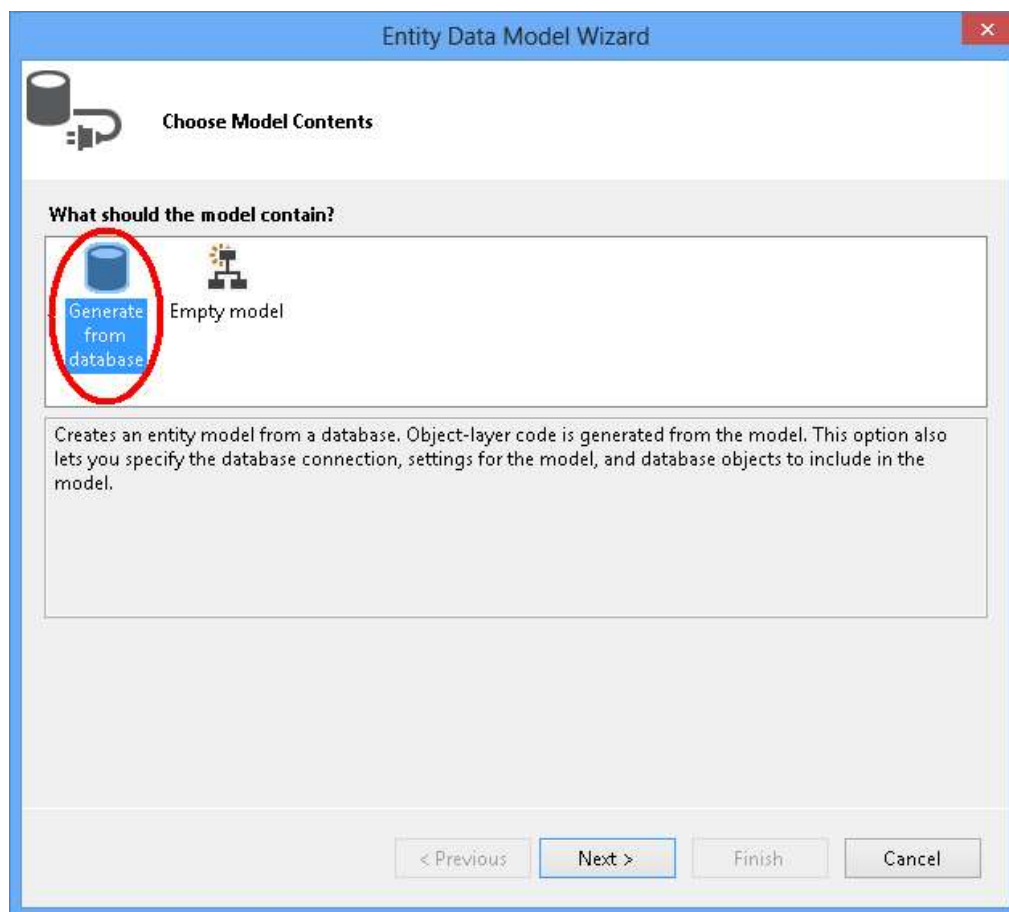 Entity Data Model Wizard
Choose Model Contents
What should the model contain?
Generate
from
database
Empty model
Creates an entity model from a database. Object-layer code is generated from the model. This option also
lets you specify the database connection, settings for the model, and database objects to include in the
model.
< Previous
Next >
Finish
Cancel